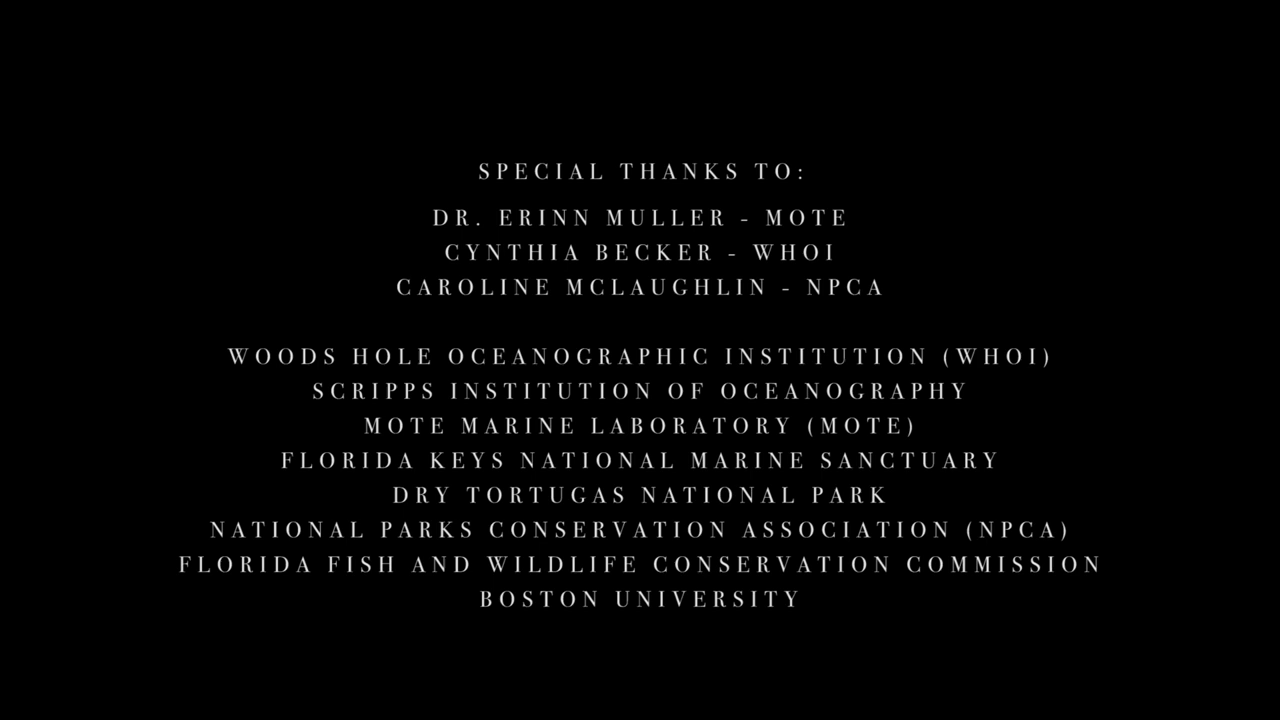 SPECIAL THANKS TO:
DR. ERINN MULLER - MOTE
CYNTHIA BECKER - WHOI
CAROLINE MCLAUGHLIN - NPCA
WOODS HOLE OCEANOGRAPHIC INSTITUTION (WHOI)
SCRIPPS INSTITUTION OF OCEANOGRAPHY
MOTE MARINE LABORATORY (MOTE)
FLORIDA KEYS NATIONAL MARINE SANCTUARY
DRY TORTUGAS NATIONAL PARK
NATIONAL PARKS CONSERVATION ASSOCIATION (NPCA)
FLORIDA FISH AND WILDLIFE CONSERVATION COMMISSION
BOSTON UNIVERSITY